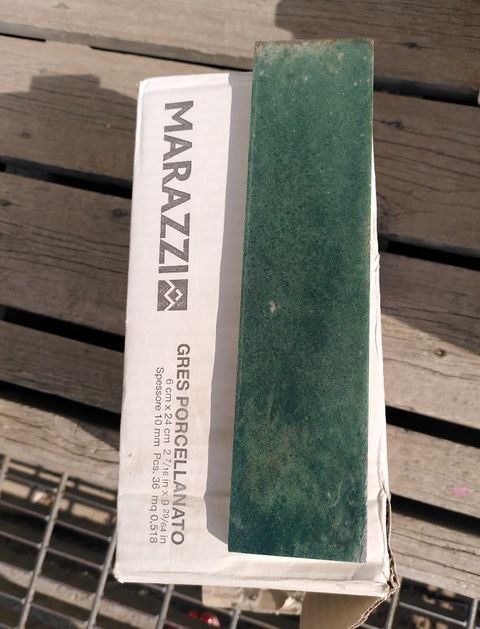 MARAZZI
GRES PORCELLANATO
6 cm x 24 cm 2 7/16 in x 9 29/64 in
Spessore 10 mm Pcs. 36 mq 0,518